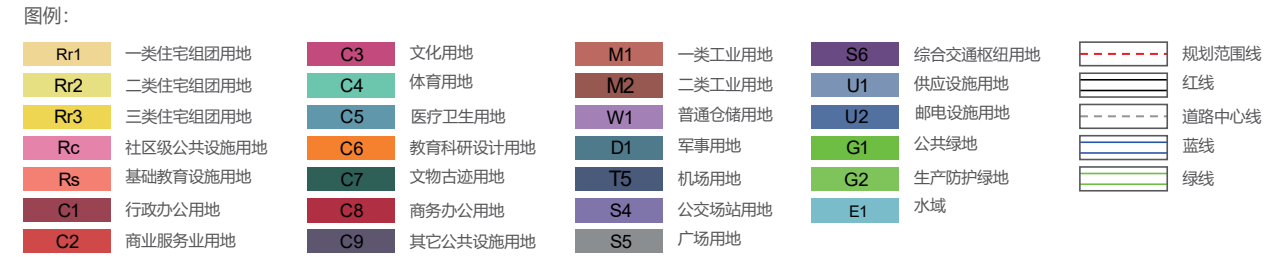 图例：
Rr1 一类住宅组团用地 C3 文化用地 M1 一类工业用地 S6 综合交通枢纽用地 规划范围线
Rr2 二类住宅组团用地 C4 体育用地 M2 二类工业用地 U1 供应设施用地 红线
Rr3 三类住宅组团用地 C5 医疗卫生用地 W1 普通仓储用地 U2 邮电设施用地 道路中心线
Rc 社区级公共设施用地 C6 教育科研设计用地 D1 军事用地 G1 公共绿地 蓝线
Rs 基础教育设施用地 C7 文物古迹用地 T5 机场用地 G2 生产防护绿地 绿线
C1 行政办公用地 C8 商务办公用地 S4 公交场站用地 E1 水域
C2 商业服务业用地 C9 其它公共设施用地 S5 广场用地